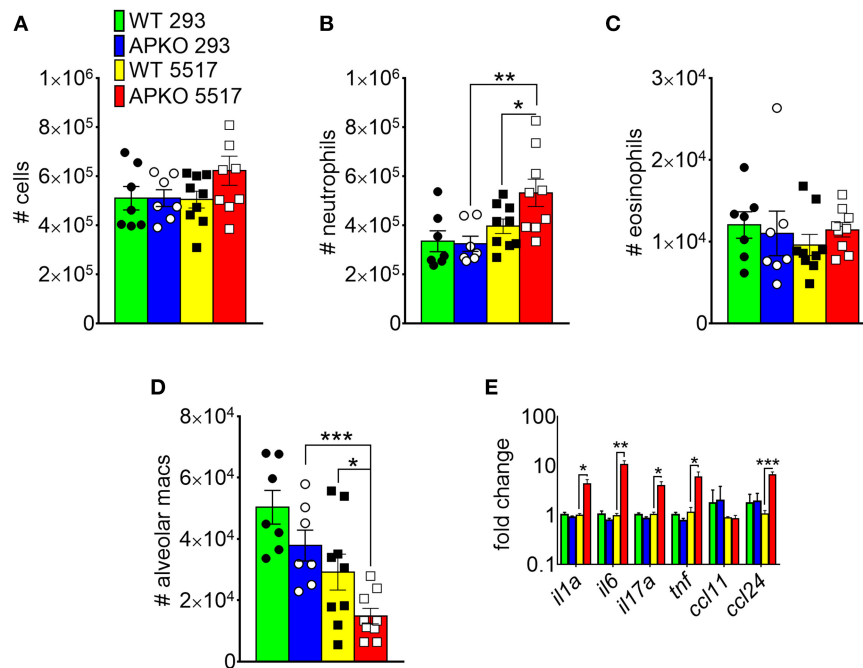 A
WT 293
APKO 293
WT 5517
APKO 5517
# cells
1×10⁶
8×10⁵
6×10⁵
4×10⁵
2×10⁵
0
B
# neutrophils
1×10⁶
8×10⁵
6×10⁵
4×10⁵
2×10⁵
0
**
*
C
# eosinophils
3×10⁴
2×10⁴
1×10⁴
0
D
# alveolar macs
8×10⁴
6×10⁴
4×10⁴
2×10⁴
0
***
*
E
fold change
100
10
1
0.1
* ** * * ***
il1a il6 il17a tnf ccl11 ccl24